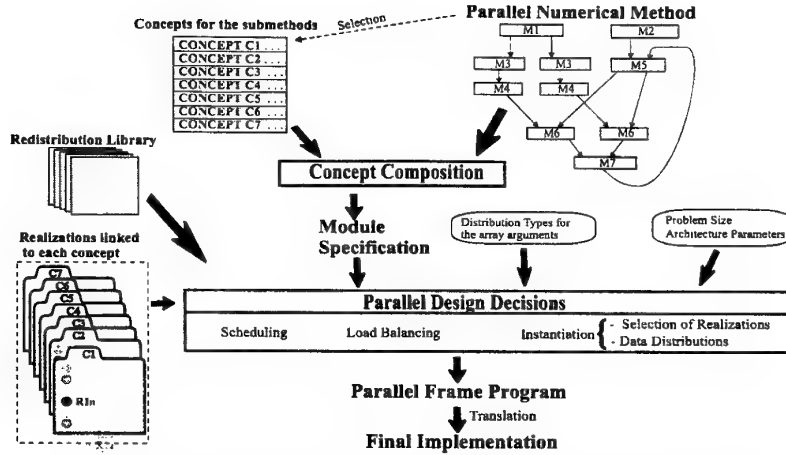 Concepts for the submethods
Selection
Parallel Numerical Method
CONCEPT C1 . . .
CONCEPT C2 . . .
CONCEPT C3 . . .
CONCEPT C4 . . .
CONCEPT C5 . . .
CONCEPT C6 . . .
CONCEPT C7 . . .
M1
M2
M3
M3
M5
M4
M4
M6
M6
M7
Redistribution Library
Concept Composition
Module
Specification
Distribution Types for
the array arguments
Problem Size
Architecture Parameters
Realizations linked
to each concept
C7
C6
C5
C4
C3
C2
C1
RIn
Parallel Design Decisions
Scheduling
Load Balancing
Instantiation
- Selection of Realizations
- Data Distributions
Parallel Frame Program
Translation
Final Implementation